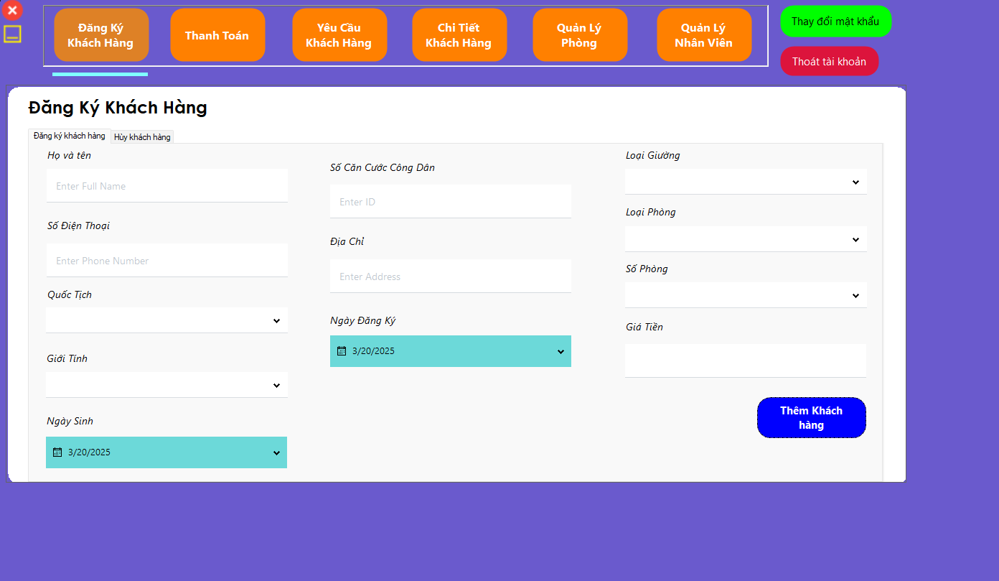 Đăng Ký
Khách Hàng
Thanh Toán
Yêu Cầu
Khách Hàng
Chi Tiết
Khách Hàng
Quản Lý
Phòng
Quản Lý
Nhân Viên
Thay đổi mật khẩu
Thoát tài khoản
Đăng Ký Khách Hàng
Đăng ký khách hàng
Hủy khách hàng
Họ và tên
Enter Full Name
Số Điện Thoại
Enter Phone Number
Quốc Tịch
Giới Tính
Ngày Sinh
3/20/2025
Số Căn Cước Công Dân
Enter ID
Địa Chỉ
Enter Address
Ngày Đăng Ký
3/20/2025
Loại Giường
Loại Phòng
Số Phòng
Giá Tiền
Thêm Khách
hàng